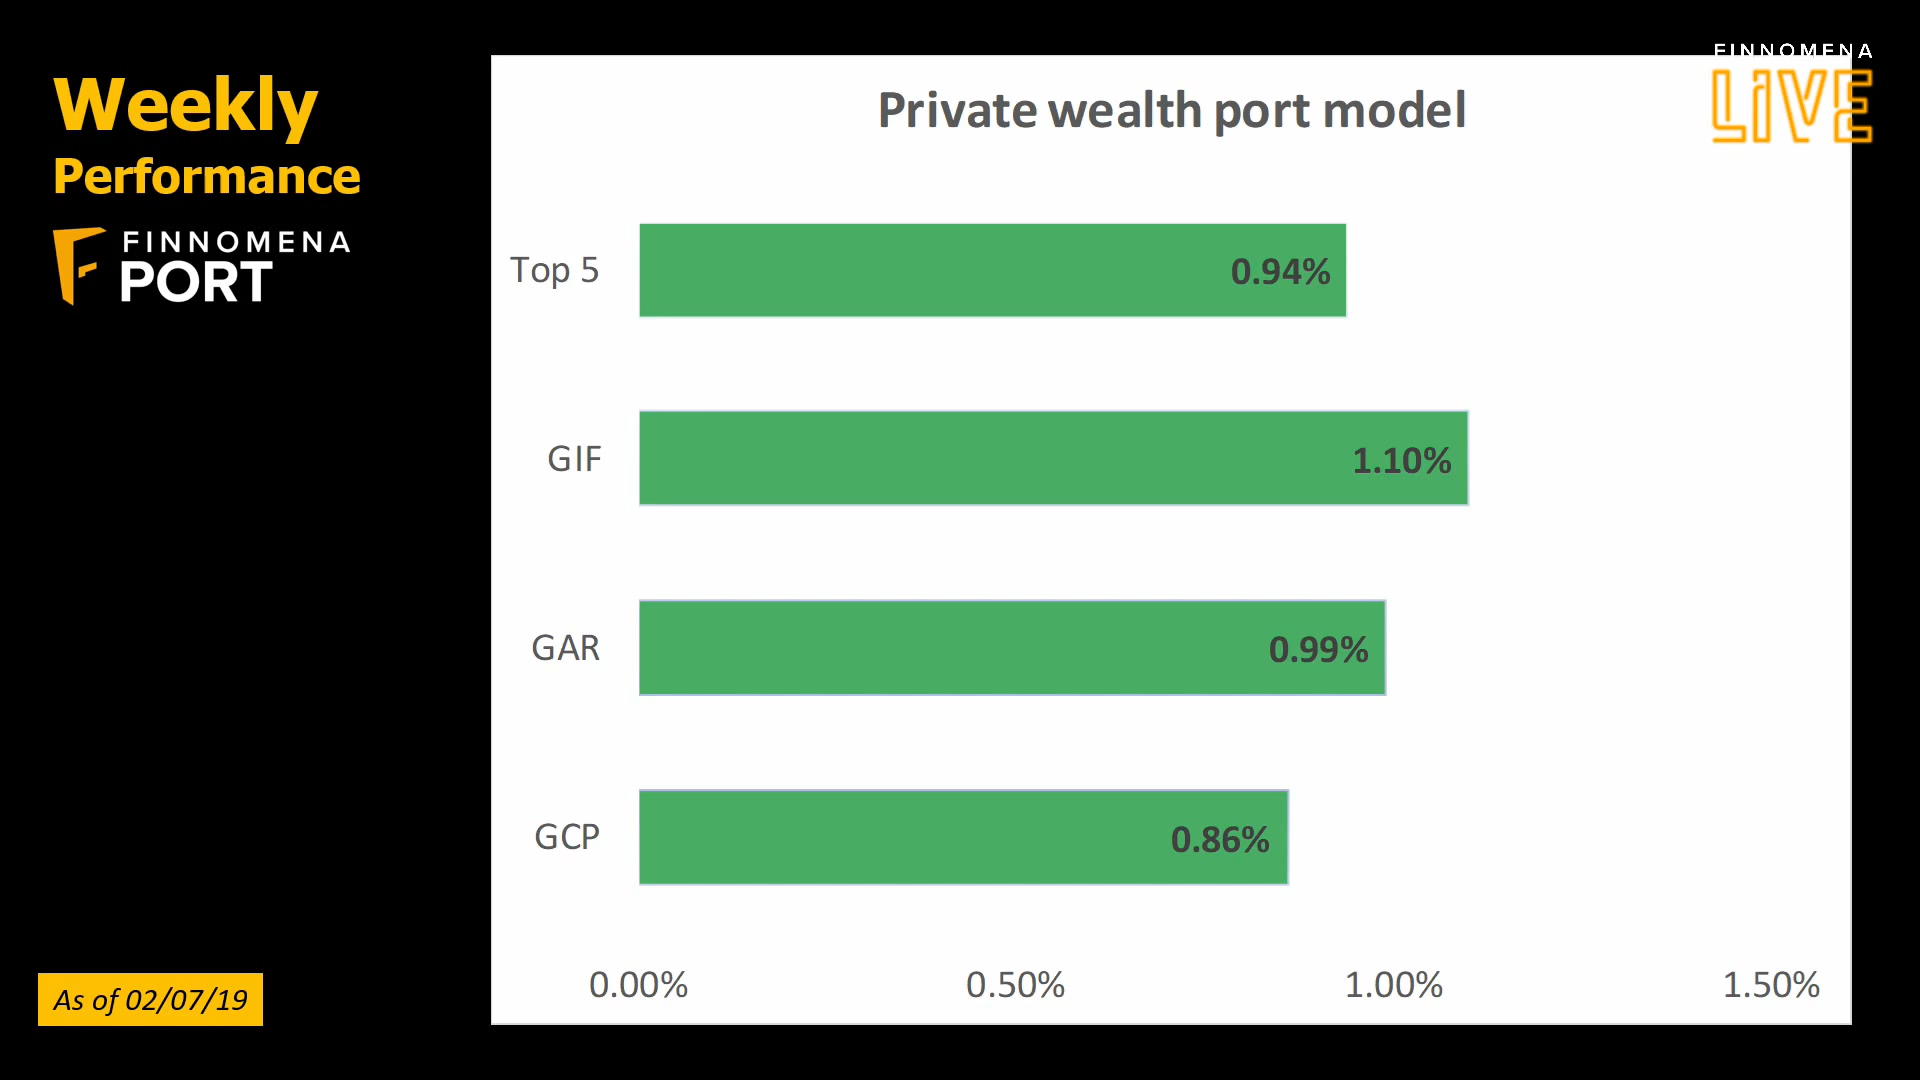 Weekly
Performance
FINNOMENA
PORT
As of 02/07/19
FINNOMENA
LiVE
Private wealth port model
Top 5
0.94%
GIF
1.10%
GAR
0.99%
GCP
0.86%
0.00%
0.50%
1.00%
1.50%